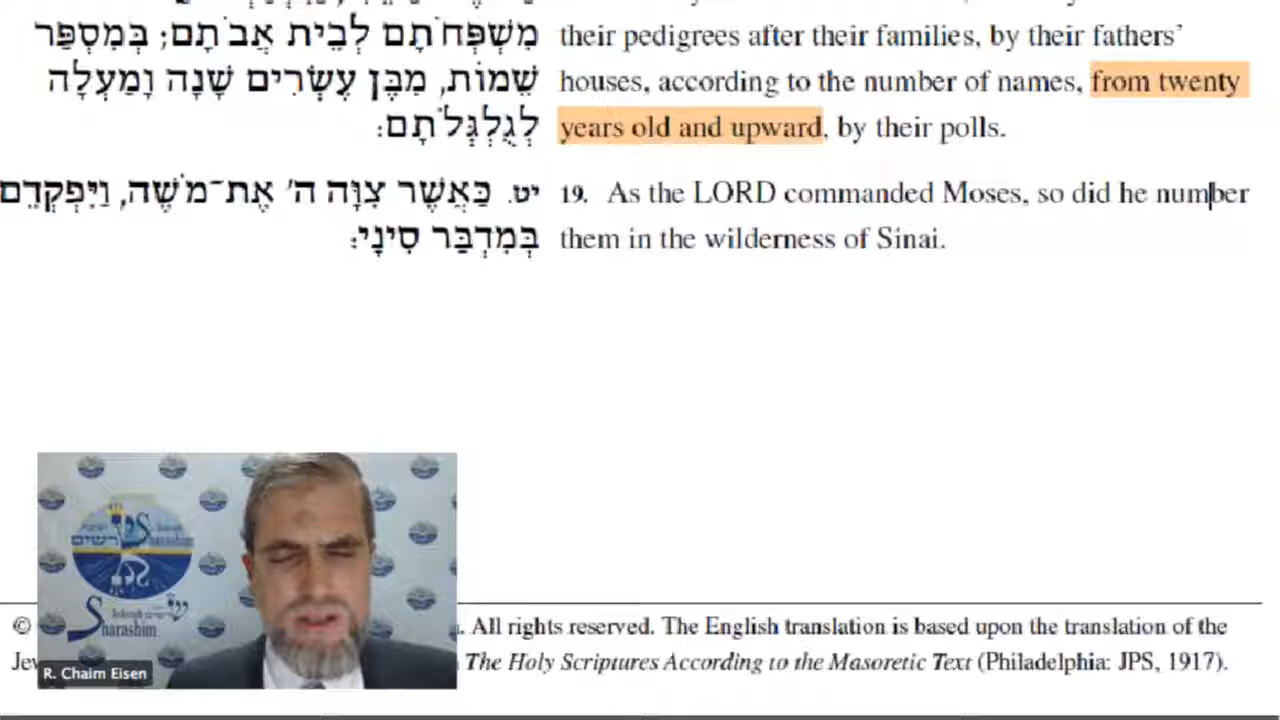 מִשְׁפְּחֹתָם לְבֵית אֲבֹתָם; בְּמִסְפַּר
שֵׁמוֹת, מִבֶּן עֶשְׂרִים שָׁנָה וָמַעְלָה
לְגֻלְגְּלֹתָם:
their pedigrees after their families, by their fathers'
houses, according to the number of names, from twenty
years old and upward, by their polls.
יט. כַּאֲשֶׁר צִוָּה ה' אֶת־מֹשֶׁה, וַיִּפְקְדֵם
בְּמִדְבַּר סִינָי:
19. As the LORD commanded Moses, so did he number
them in the wilderness of Sinai.
שרשים
Sharashim
R. Chaim Eisen
©
. All rights reserved. The English translation is based upon the translation of the
The Holy Scriptures According to the Masoretic Text (Philadelphia: JPS, 1917).